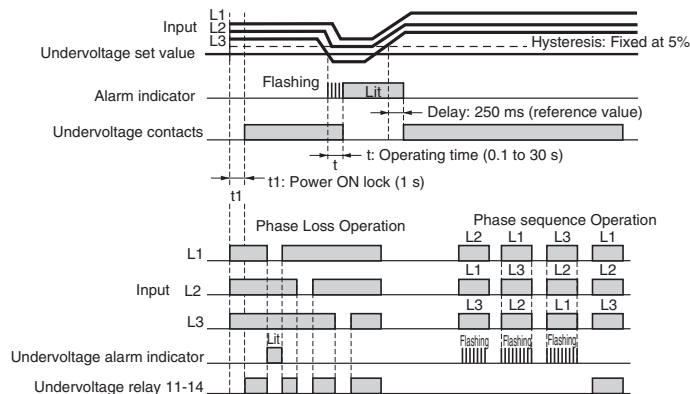 L1
Input L2
L3
Undervoltage set value
Hysteresis: Fixed at 5%
Flashing
Alarm indicator
Lit
Delay: 250 ms (reference value)
Undervoltage contacts
t: Operating time (0.1 to 30 s)
t
t1: Power ON lock (1 s)
t1
Phase Loss Operation
Phase sequence Operation
L1
L2 L1 L3 L1
Input L2
L1 L3 L2 L2
L3
L3 L2 L1 L3
Lit
Flashing Flashing Flashing
Undervoltage alarm indicator
Undervoltage relay 11-14